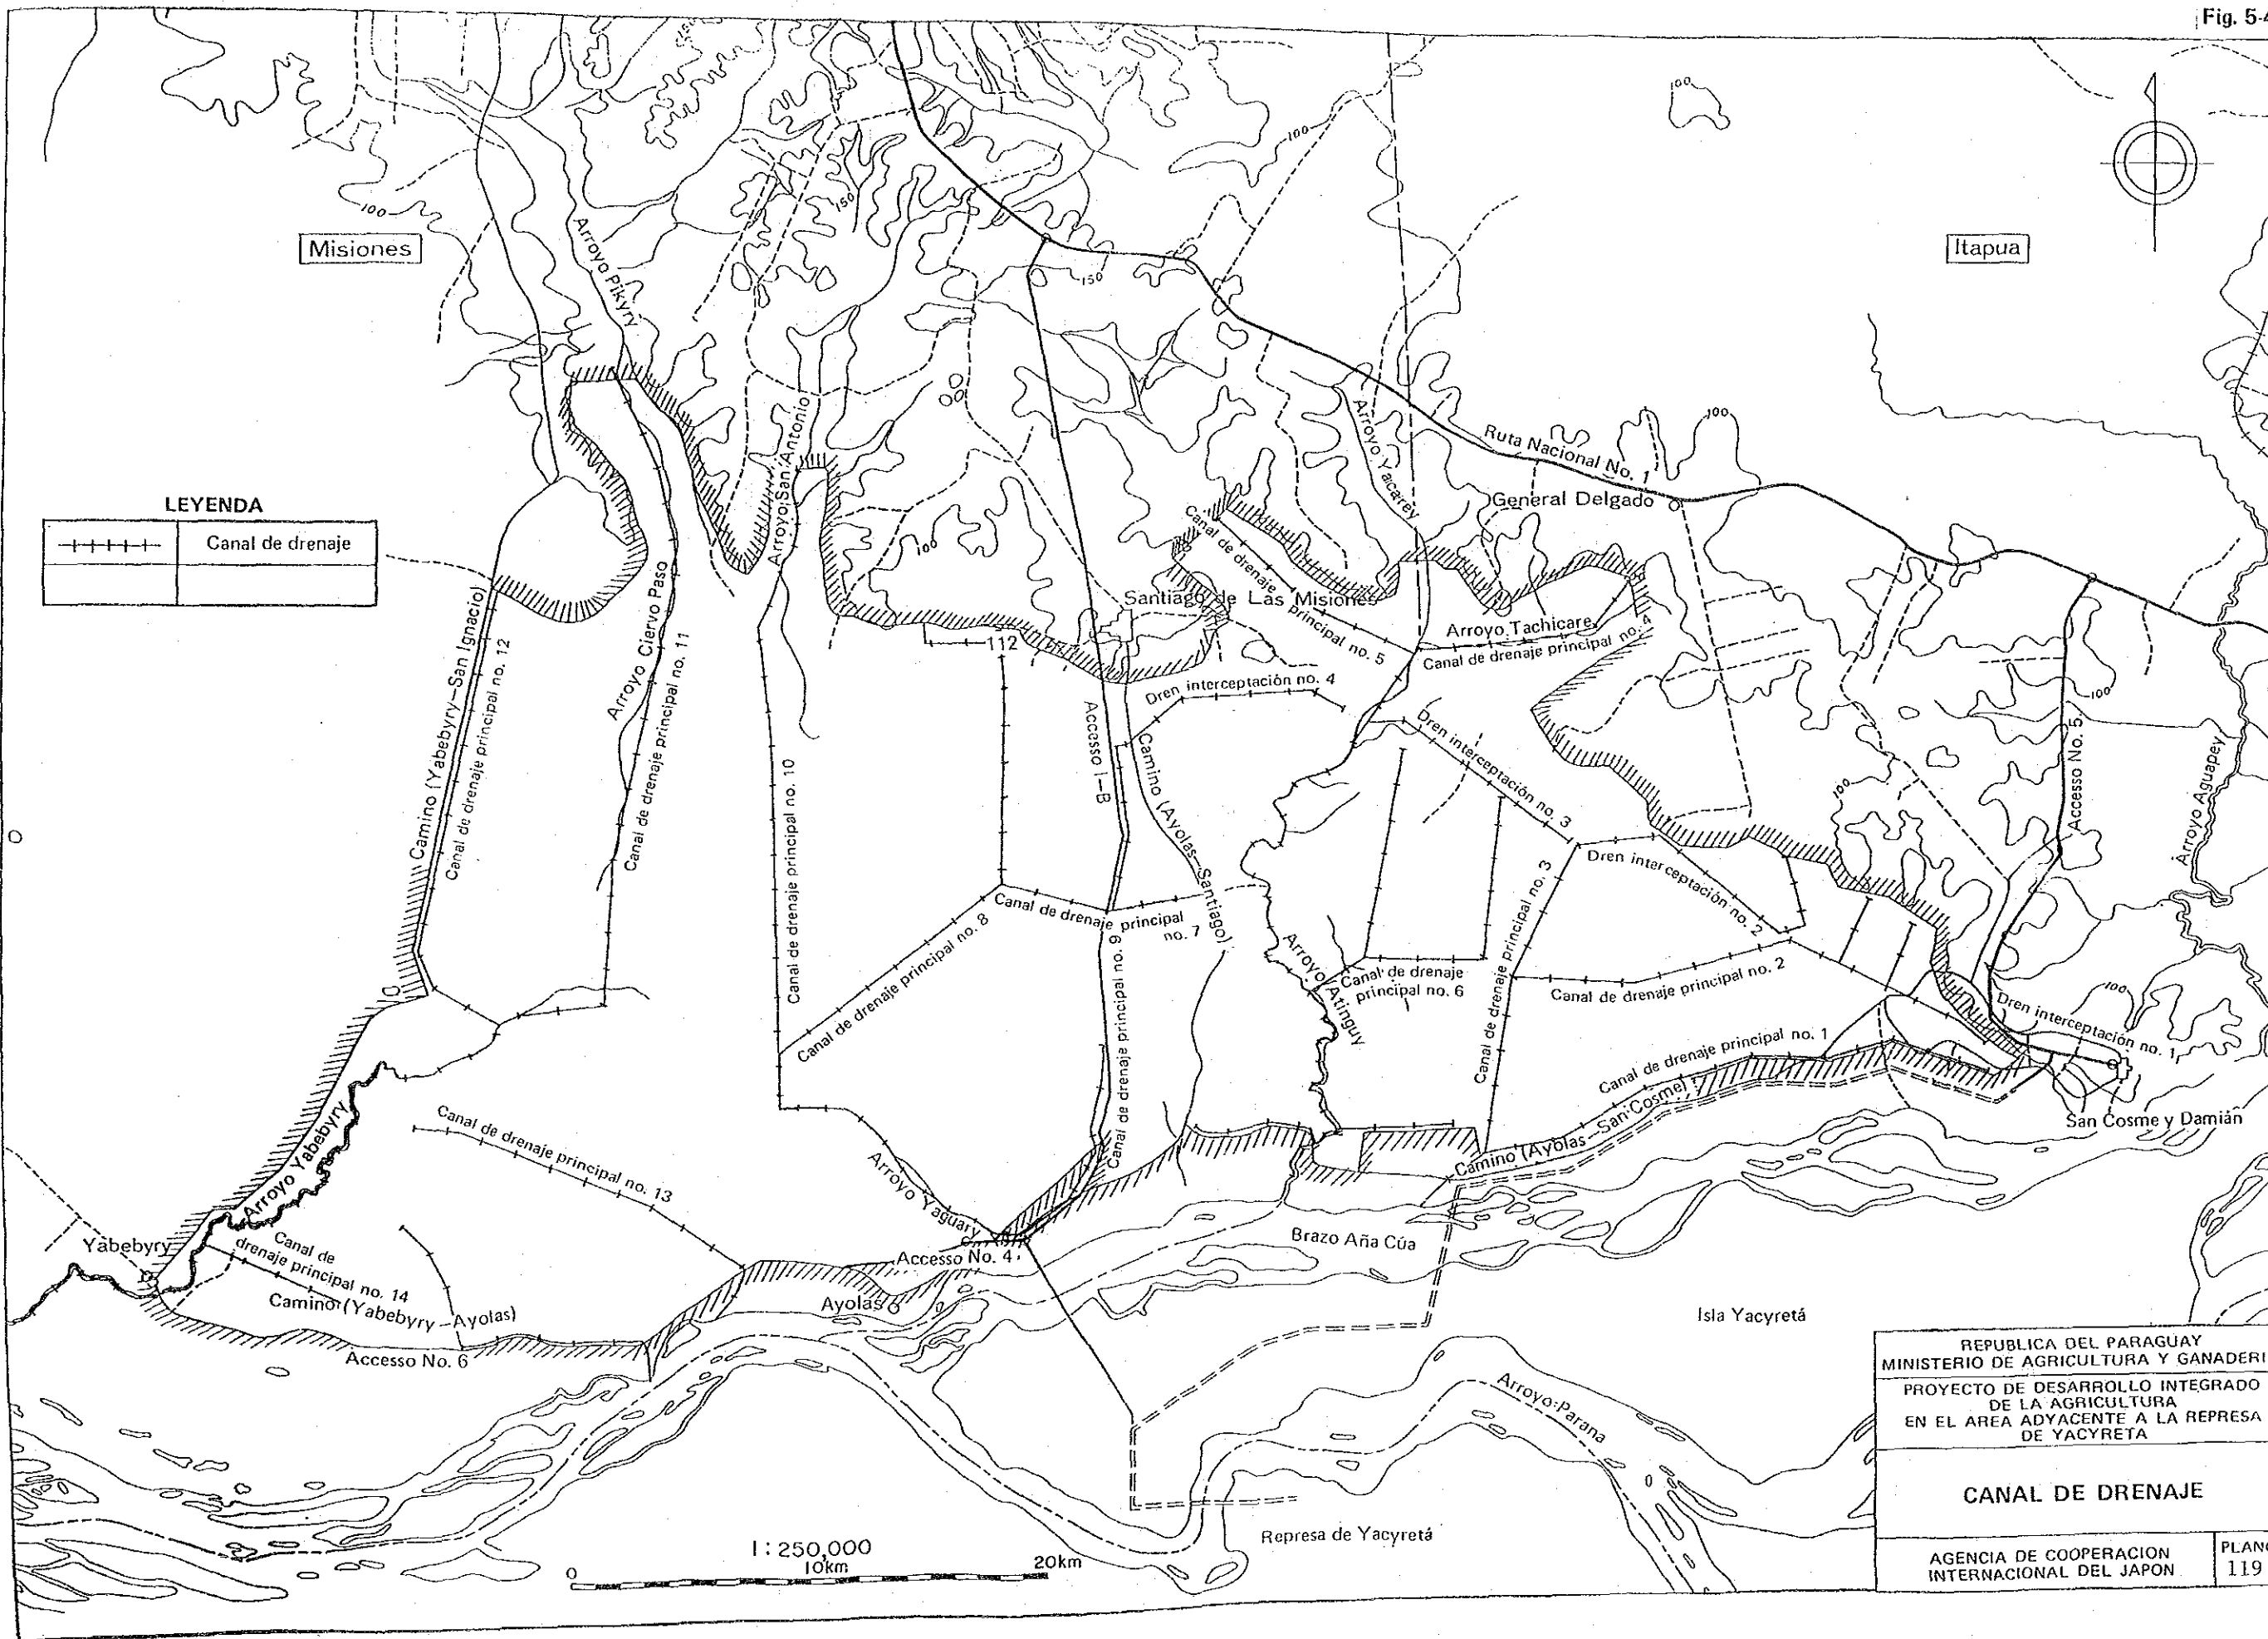 Fig. 5-4
Misiones
Itapua
100
100
100
150
150
Arroyo Pikyry
Arroyo San Antonio
Arroyo Yacarey
Ruta Nacional No. 1
100
General Delgado
LEYENDA
Canal de drenaje
100
Canal de drenaje principal no. 5
Santiago de Las Misiones
Arroyo Tachicare
Canal de drenaje principal no. 4
112
Camino (Yabebyry-San Ignacio)
Canal de drenaje principal no. 12
Arroyo Ciervo Paso
Canal de drenaje principal no. 11
Dren interceptación no. 4
Dren interceptación no. 3
Accesso I-B
Camino (Ayolas-Santiago)
100
100
Accesso No. 5
Arroyo Aguapey
Canal de drenaje principal no. 10
Dren interceptación no. 2
Canal de drenaje principal no. 3
Canal de drenaje principal no. 8
Canal de drenaje principal
no. 7
Canal de drenaje principal no. 9
Arroyo Atinguy
Canal de drenaje
principal no. 6
Canal de drenaje principal no. 2
100
Dren interceptación no. 1
Canal de drenaje principal no. 1
Camino (Ayolas-San Cosme)
San Cosme y Damián
Canal de drenaje principal no. 13
Arroyo Yabebyry
Arroyo Yaguary
Yabebyry
Canal de
drenaje principal no. 14
Camino (Yabebyry-Ayolas)
Accesso No. 4
Ayolas
Accesso No. 6
Brazo Aña Cúa
Isla Yacyretá
Arroyo Parana
Represa de Yacyretá
1:250,000
0 10km 20km
REPUBLICA DEL PARAGUAY
MINISTERIO DE AGRICULTURA Y GANADERI
PROYECTO DE DESARROLLO INTEGRADO
DE LA AGRICULTURA
EN EL AREA ADYACENTE A LA REPRESA
DE YACYRETA
CANAL DE DRENAJE
AGENCIA DE COOPERACION
INTERNACIONAL DEL JAPON
PLANO
119